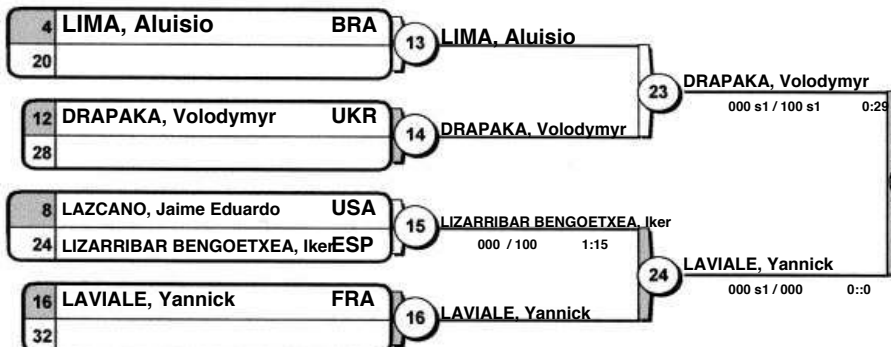 4 LIMA, Aluisio BRA
20
13 LIMA, Aluisio
12 DRAPAKA, Volodymyr UKR
28
14 DRAPAKA, Volodymyr
23 DRAPAKA, Volodymyr
000 s1 / 100 s1 0:29
8 LAZCANO, Jaime Eduardo USA
24 LIZARRIBAR BENGOETXEA, Iker ESP
15 LIZARRIBAR BENGOETXEA, Iker
000 / 100 1:15
16 LAVIALE, Yannick FRA
32
16 LAVIALE, Yannick
24 LAVIALE, Yannick
000 s1 / 000 0::0